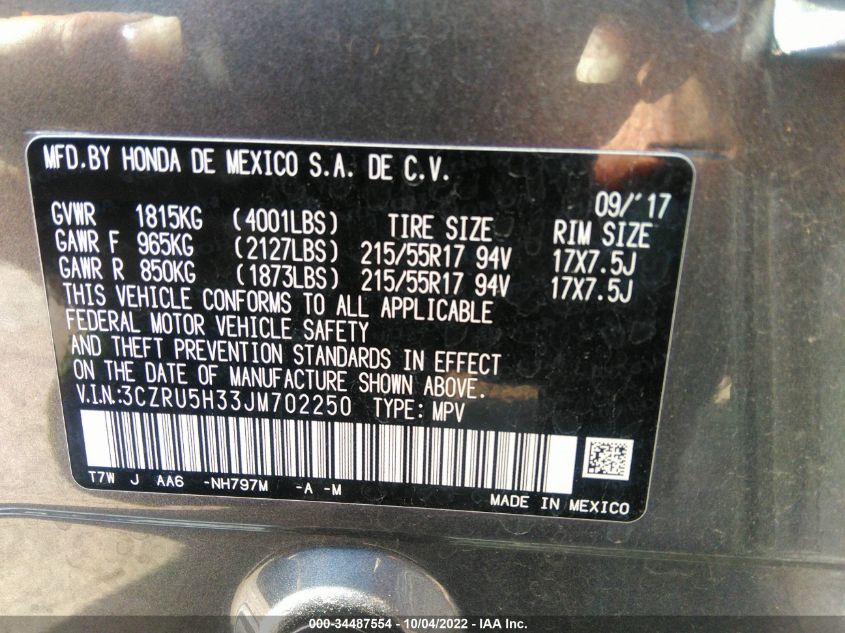 MFD.BY HONDA DE MEXICO S.A. DE C.V.
09/'17
GVWR 1815KG (4001LBS) TIRE SIZE RIM SIZE
GAWR F 965KG (2127LBS) 215/55R17 94V 17X7.5J
GAWR R 850KG (1873LBS) 215/55R17 94V 17X7.5J
THIS VEHICLE CONFORMS TO ALL APPLICABLE
FEDERAL MOTOR VEHICLE SAFETY
AND THEFT PREVENTION STANDARDS IN EFFECT
ON THE DATE OF MANUFACTURE SHOWN ABOVE.
V.I.N:3CZRU5H33JM702250 TYPE: MPV
T7W J AA6 -NH797M -A -M
MADE IN MEXICO
000-34487554 - 10/04/2022 - IAA Inc.